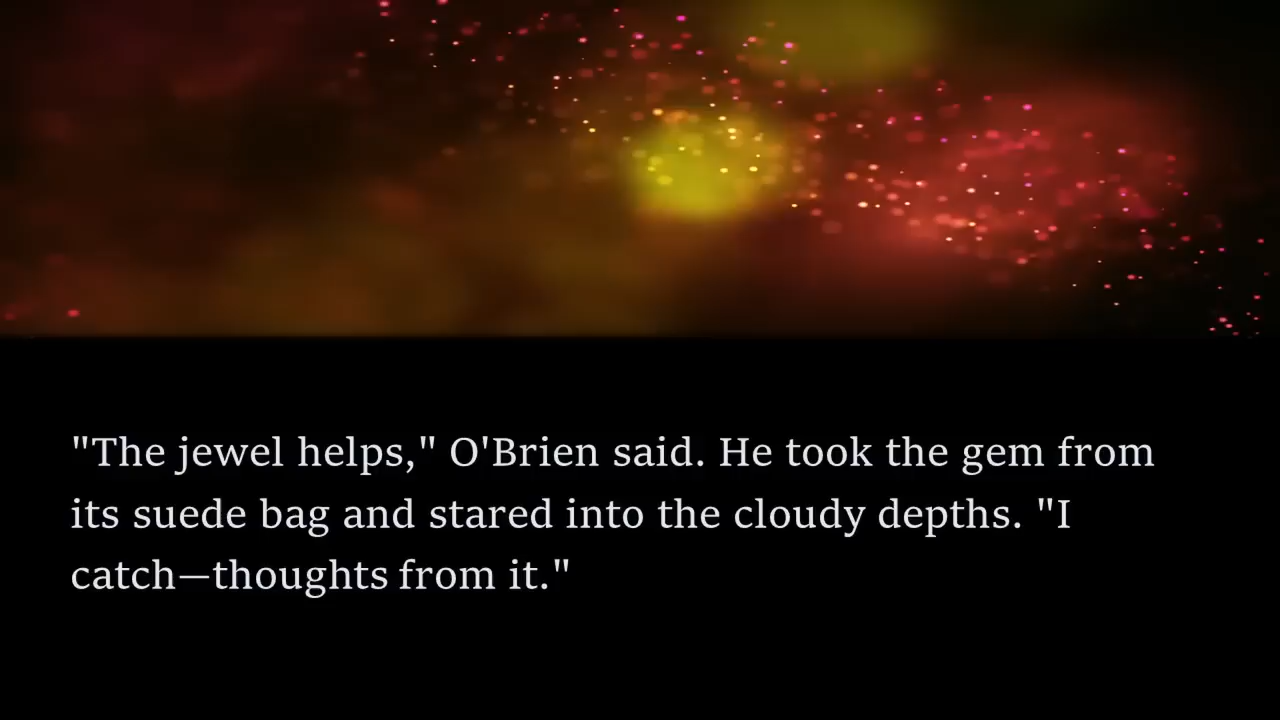 "The jewel helps," O'Brien said. He took the gem from
its suede bag and stared into the cloudy depths. "I
catch—thoughts from it."